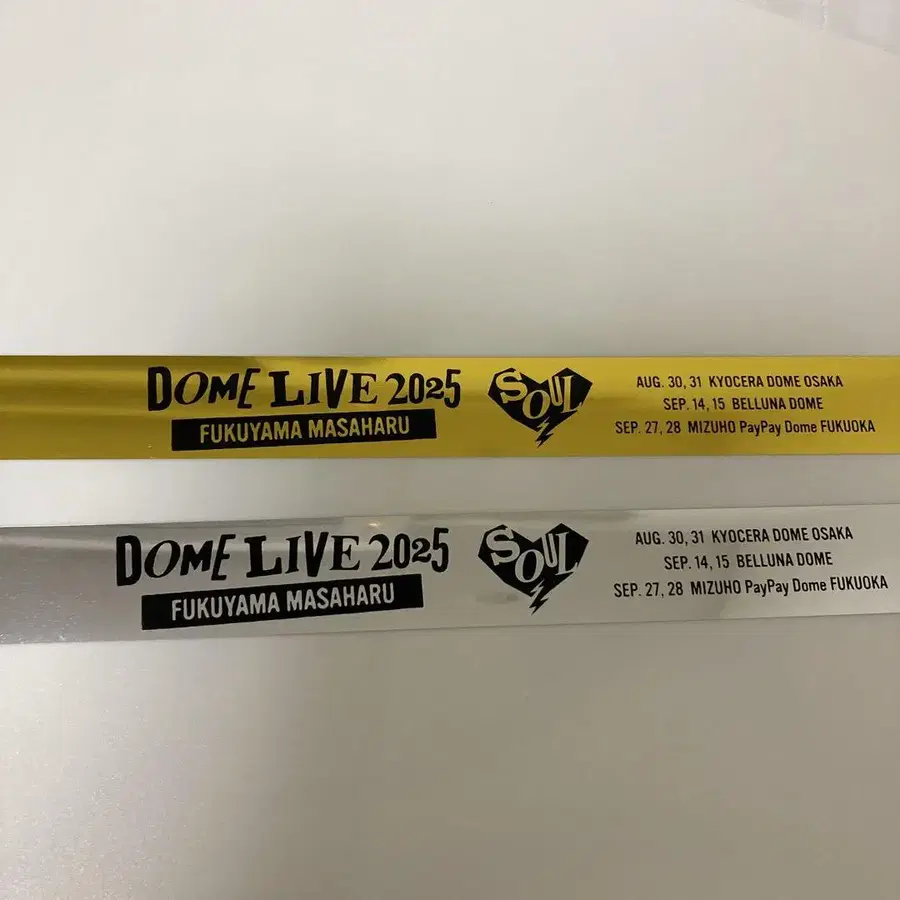 DOME LIVE 2025
FUKUYAMA MASAHARU
SOUL
AUG. 30, 31 KYOCERA DOME OSAKA
SEP. 14, 15 BELLUNA DOME
SEP. 27, 28 MIZUHO PayPay Dome FUKUOKA
DOME LIVE 2025
FUKUYAMA MASAHARU
SOUL
AUG. 30, 31 KYOCERA DOME OSAKA
SEP. 14, 15 BELLUNA DOME
SEP. 27, 28 MIZUHO PayPay Dome FUKUOKA